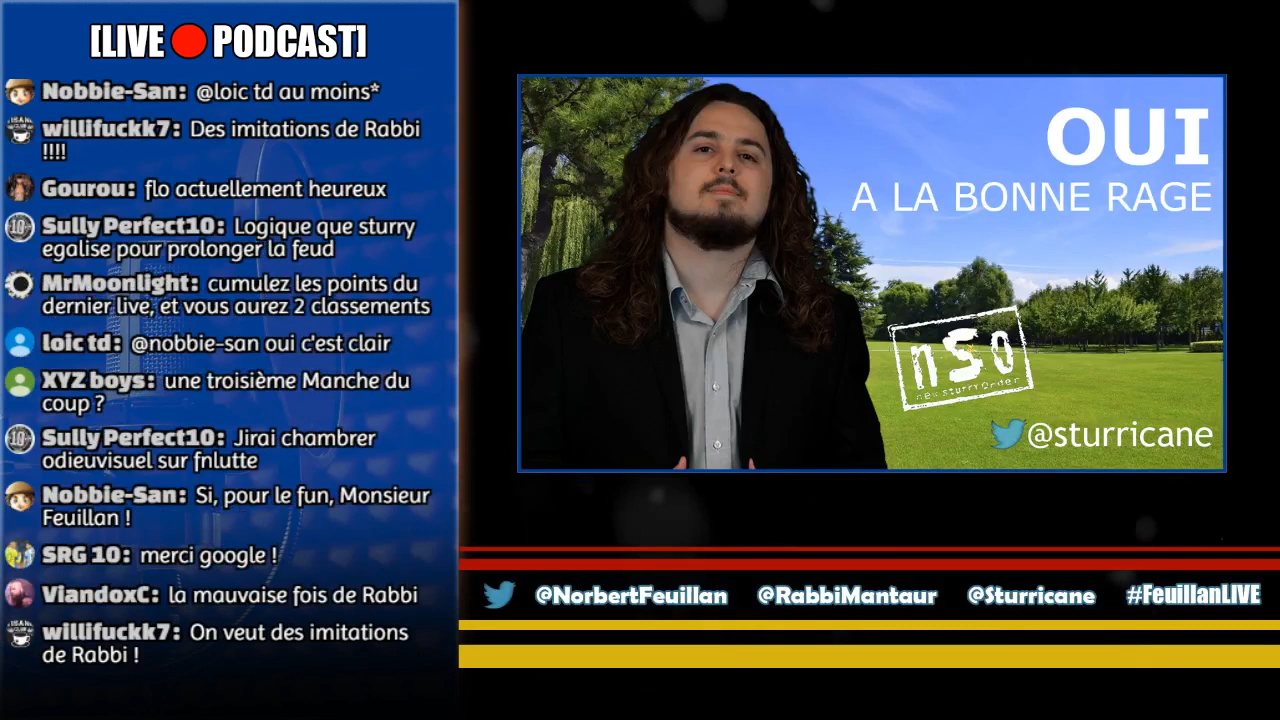 [LIVE PODCAST]
Nobbie-San: @loic td au moins*
willifuckk7: Des imitations de Rabbi
!!!!
Gourou: flo actuellement heureux
Sully Perfect10: Logique que sturry
egalise pour prolonger la feud
MrMoonlight: cumulez les points du
dernier live, et vous aurez 2 classements
loic td: @nobbie-san oui c'est clair
XYZ boys: une troisième Manche du
coup ?
Sully Perfect10: Jirai chambrer
odieuvisuel sur fnlutte
Nobbie-San: Si, pour le fun, Monsieur
Feuillan !
SRG 10: merci google !
ViandoxC: la mauvaise fois de Rabbi
willifuckk7: On veut des imitations
de Rabbi !
OUI
A LA BONNE RAGE
nSo
new sturryOrder
@sturricane
@NorbertFeuillan @RabbiMantaur @Sturricane #FeuillanLIVE